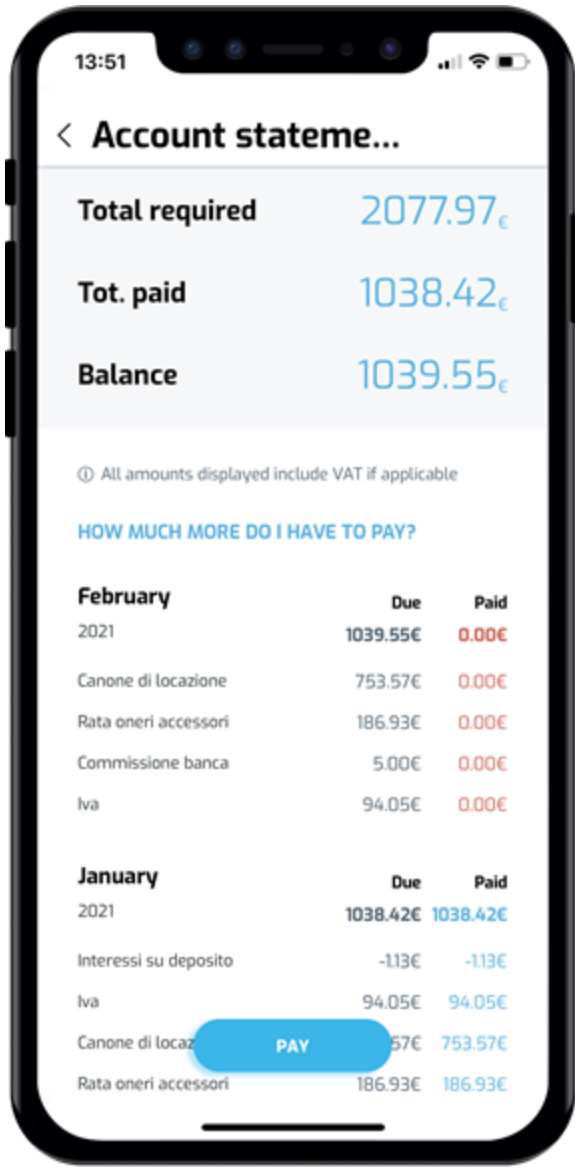 13:51
Account stateme...
Total required 2077.97€
Tot. paid 1038.42€
Balance 1039.55€
All amounts displayed include VAT if applicable
HOW MUCH MORE DO I HAVE TO PAY?
February Due Paid
2021 1039.55€ 0.00€
Canone di locazione 753.57€ 0.00€
Rata oneri accessori 186.93€ 0.00€
Commissione banca 5.00€ 0.00€
Iva 94.05€ 0.00€
January Due Paid
2021 1038.42€ 1038.42€
Interessi su deposito -1.13€ -1.13€
Iva 94.05€ 94.05€
Canone di locaz PAY 57€ 753.57€
Rata oneri accessori 186.93€ 186.93€